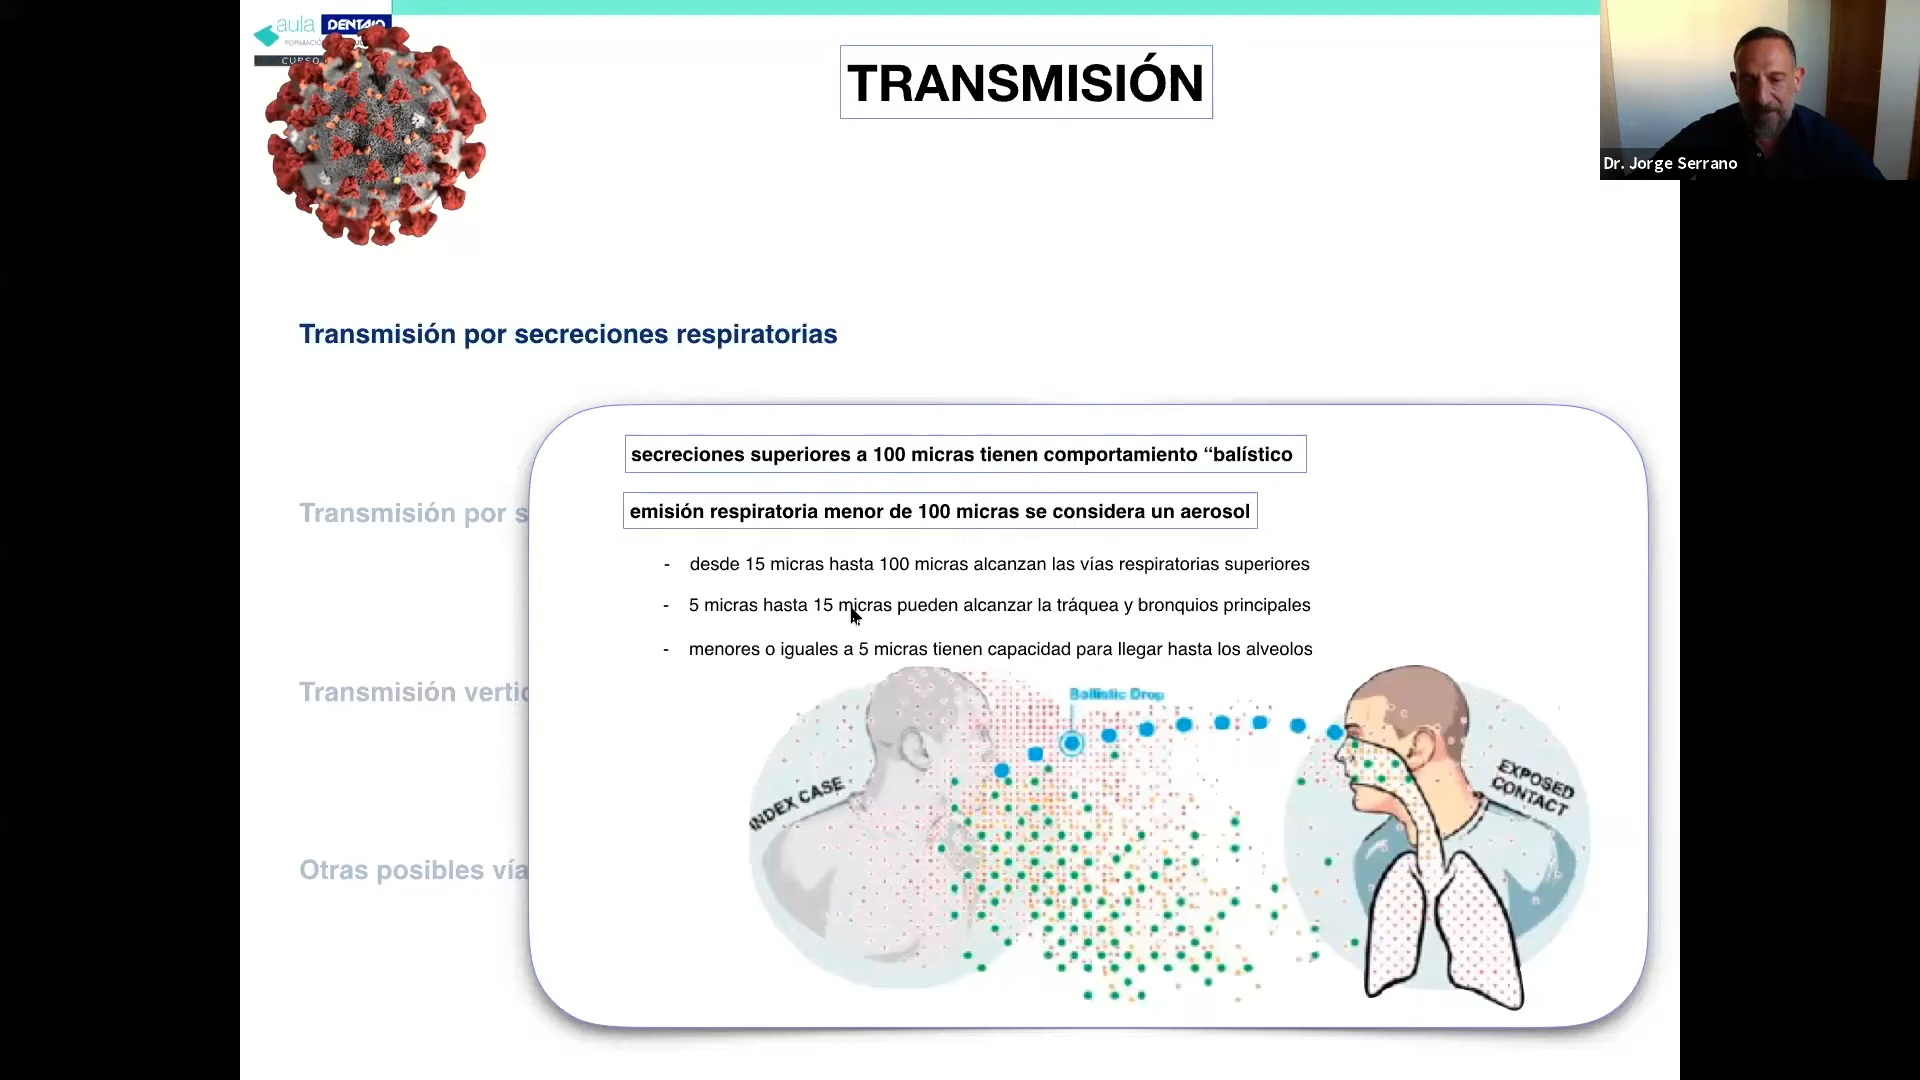 aula DENTAID
CURSO
TRANSMISIÓN
Dr. Jorge Serrano
Transmisión por secreciones respiratorias
secreciones superiores a 100 micras tienen comportamiento “balístico
emisión respiratoria menor de 100 micras se considera un aerosol
Transmisión por s
- desde 15 micras hasta 100 micras alcanzan las vías respiratorias superiores
- 5 micras hasta 15 micras pueden alcanzar la tráquea y bronquios principales
- menores o iguales a 5 micras tienen capacidad para llegar hasta los alveolos
Transmisión vertic
Ballistic Drop
INDEX CASE
EXPOSED
CONTACT
Otras posibles vía